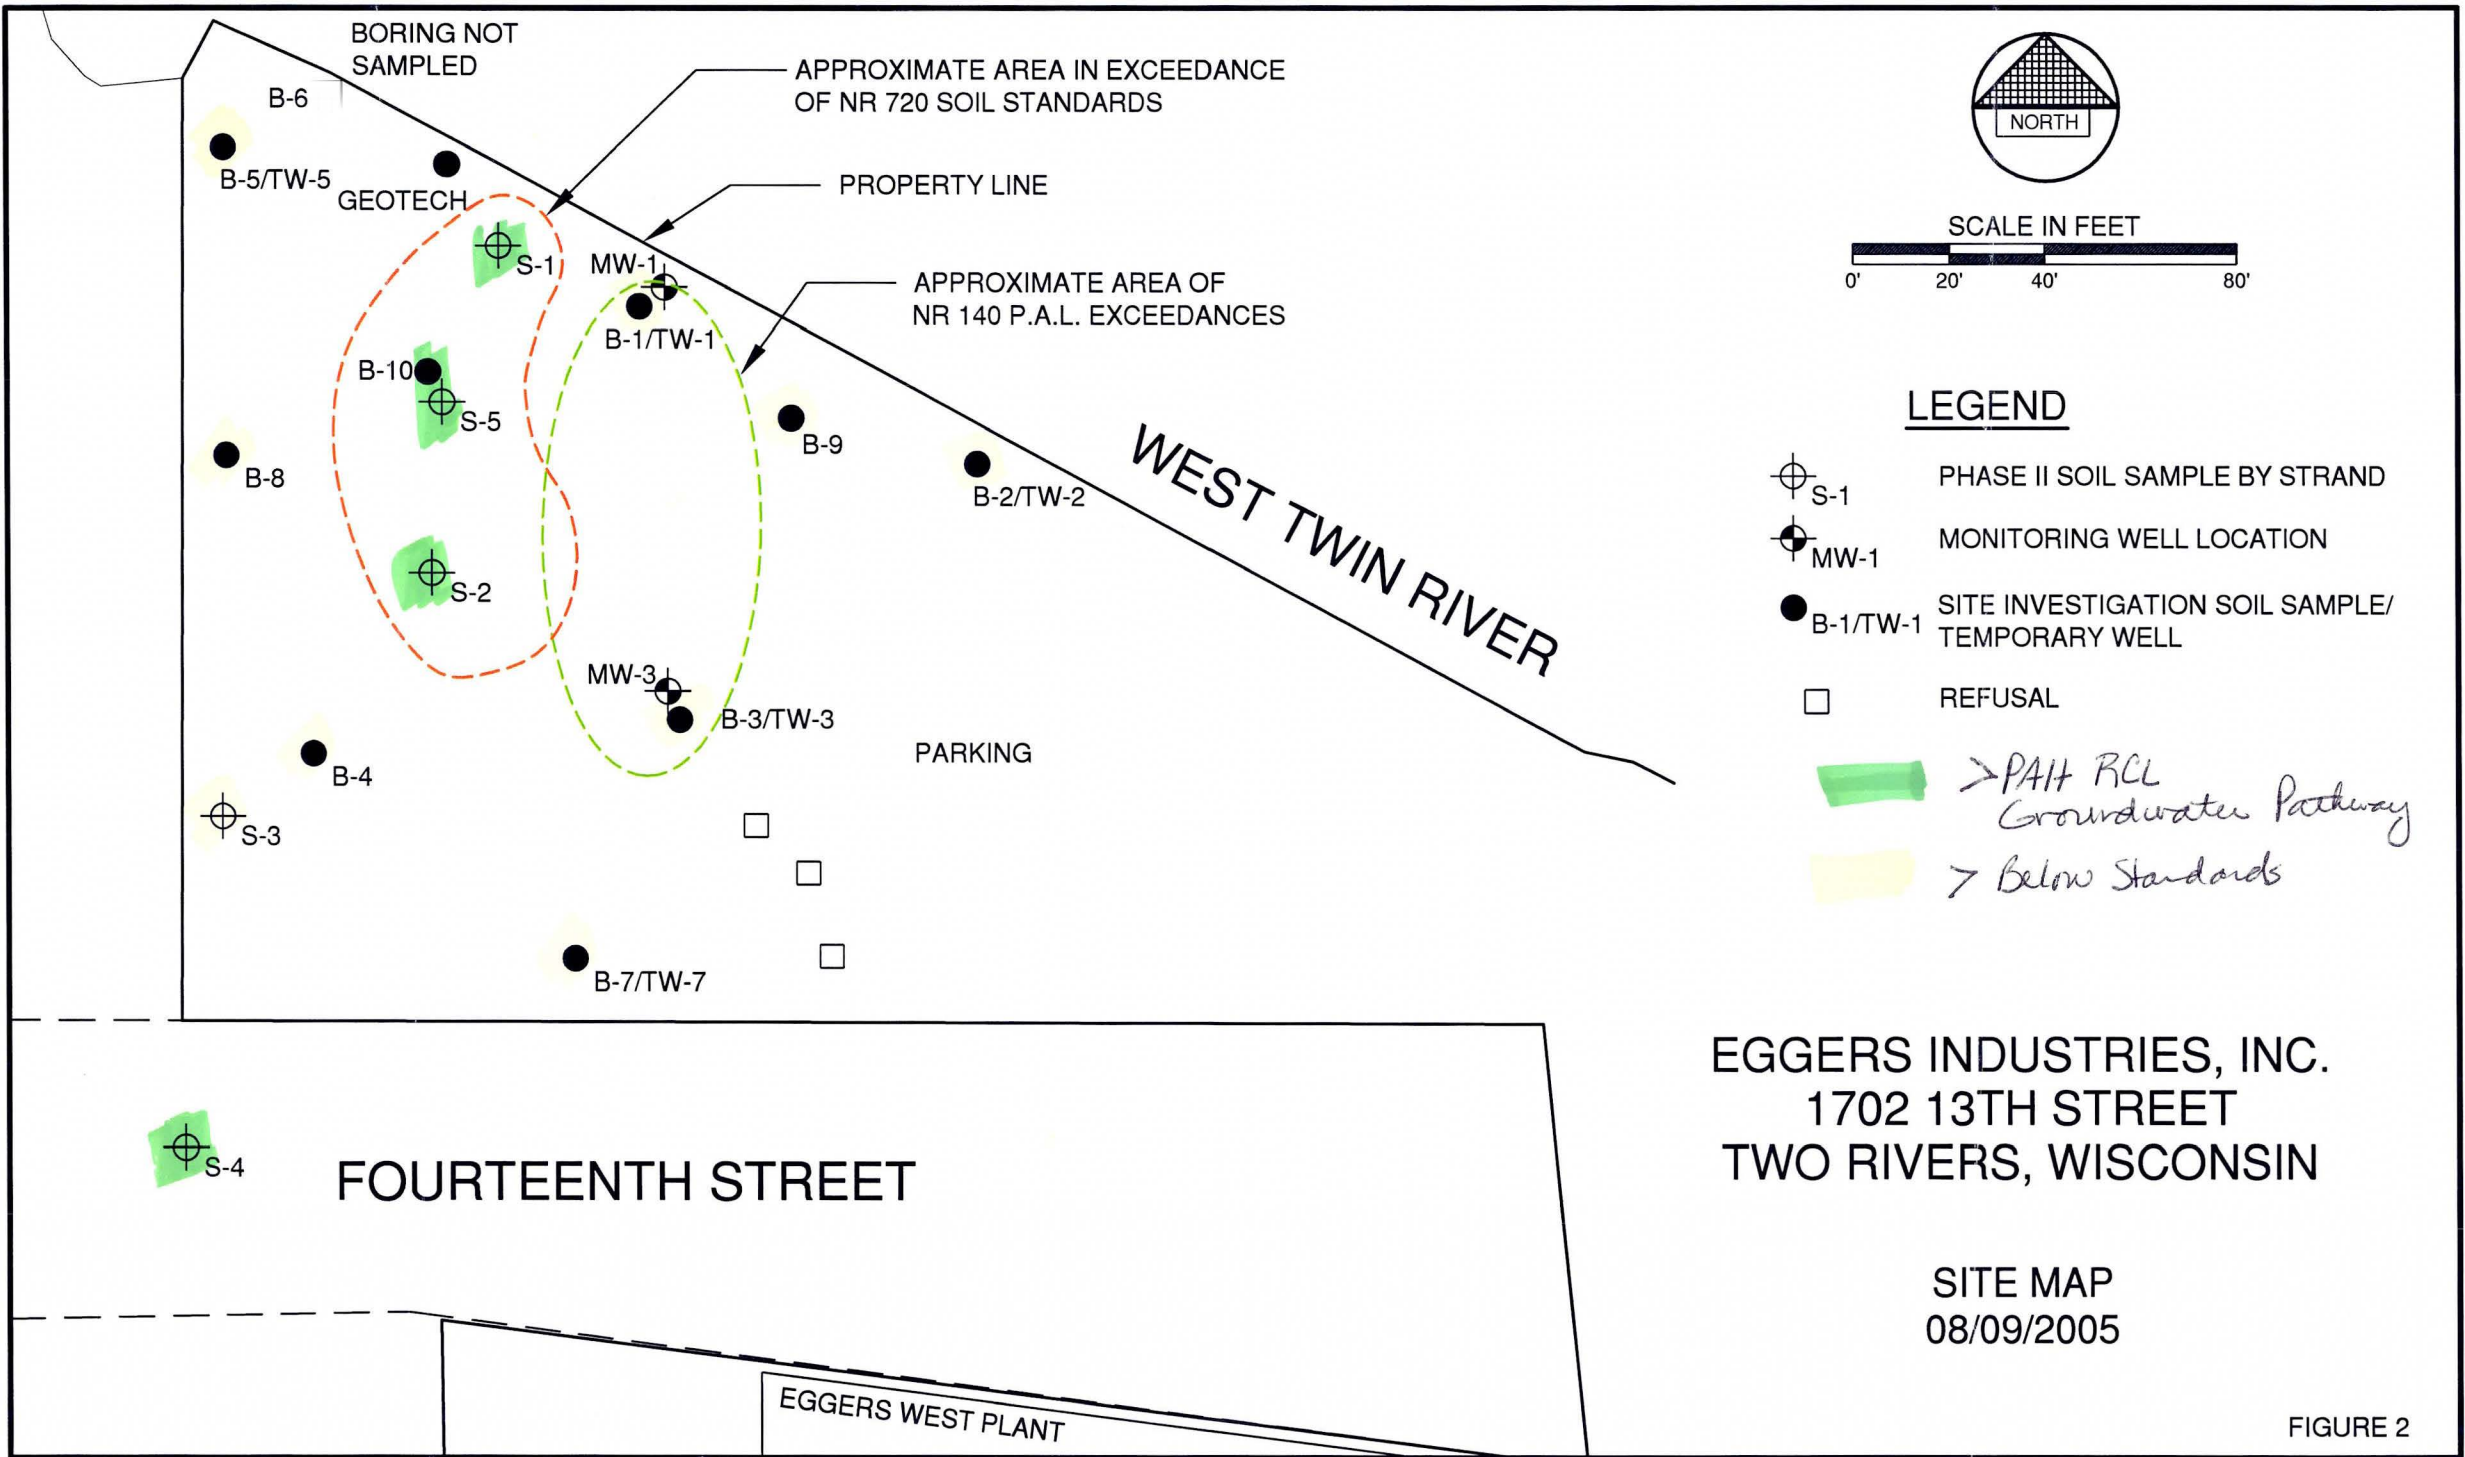 BORING NOT
SAMPLED
B-6
B-5/TW-5
GEOTECH
APPROXIMATE AREA IN EXCEEDANCE
OF NR 720 SOIL STANDARDS
PROPERTY LINE
S-1
MW-1
B-1/TW-1
APPROXIMATE AREA OF
NR 140 P.A.L. EXCEEDANCES
B-10
S-5
B-8
B-9
B-2/TW-2
S-2
WEST TWIN RIVER
MW-3
B-3/TW-3
PARKING
B-4
S-3
B-7/TW-7
S-4
FOURTEENTH STREET
EGGERS WEST PLANT
NORTH
SCALE IN FEET
0' 20' 40' 80'
LEGEND
S-1 PHASE II SOIL SAMPLE BY STRAND
MW-1 MONITORING WELL LOCATION
B-1/TW-1 SITE INVESTIGATION SOIL SAMPLE/
TEMPORARY WELL
REFUSAL
>PAH RCL
Groundwater Pathway
> Below Standards
EGGERS INDUSTRIES, INC.
1702 13TH STREET
TWO RIVERS, WISCONSIN
SITE MAP
08/09/2005
FIGURE 2